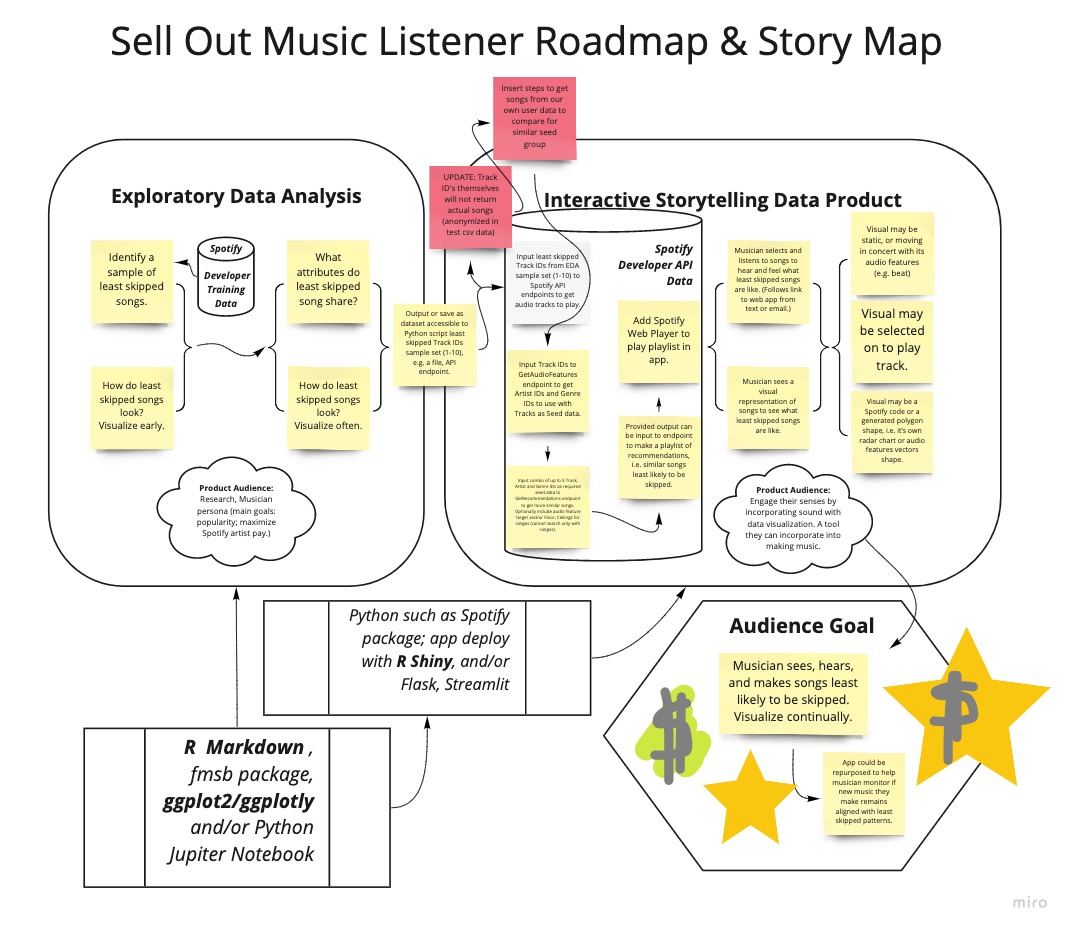 Sell Out Music Listener Roadmap & Story Map
Insert steps to get
songs from our
own user data to
compare for
similar seed
group
UPDATE: Track
ID's themselves
will not return
actual songs
(anonymized in
test csv data)
Exploratory Data Analysis
Identify a
sample of
least skipped
songs.
Spotify
Developer
Training
Data
What
attributes do
least skipped
song share?
How do least
skipped songs
look?
Visualize early.
How do least
skipped songs
look?
Visualize often.
Product Audience:
Research, Musician
persona (main goals:
popularity; maximize
Spotify artist pay.)
Output or save as
dataset accessible to
Python script least
skipped Track IDs
sample set (1-10),
e.g. a file, API
endpoint.
Interactive Storytelling Data Product
Input least skipped
Track IDs from EDA
sample set (1-10) to
Spotify API
endpoints to get
audio tracks to play.
Spotify
Developer API
Data
Input Track IDs to
GetAudioFeatures
endpoint to get
Artist IDs and Genre
IDs to use with
Tracks as Seed data.
Input combo of up to 5 Track,
Artist and Genre IDs as required
seed data to
GetRecommendations endpoint
to get more similar songs.
Optionally include audio feature
target and/or Floor, Ceilings for
ranges (cannot search only with
ranges).
Add Spotify
Web Player to
play playlist in
app.
Provided output can
be input to endpoint
to make a playlist of
recommendations,
i.e. similar songs
least likely to be
skipped.
Musician selects and
listens to songs to
hear and feel what
least skipped songs
are like. (Follows link
to web app from
text or email.)
Musician sees a
visual
representation of
songs to see what
least skipped songs
are like.
Visual may be
static, or moving
in concert with its
audio features
(e.g. beat)
Visual may
be selected
on to play
track.
Visual may be a
Spotify code or a
generated polygon
shape, i.e. it's own
radar chart or audio
features vectors
shape.
Product Audience:
Engage their senses by
incorporating sound with
data visualization. A tool
they can incorporate into
making music.
Python such as Spotify
package; app deploy
with R Shiny, and/or
Flask, Streamlit
R Markdown ,
fmsb package,
ggplot2/ggplotly
and/or Python
Jupiter Notebook
Audience Goal
Musician sees, hears,
and makes songs least
likely to be skipped.
Visualize continually.
$
$
App could be
repurposed to help
musician monitor if
new music they
make remains
aligned with least
skipped patterns.
miro